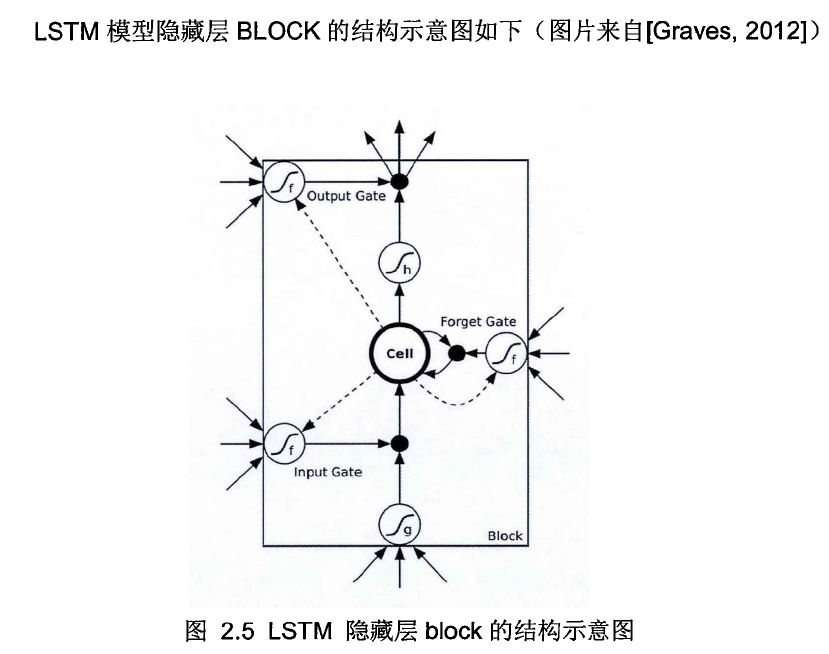 LSTM 模型隐藏层 BLOCK 的结构示意图如下（图片来自[Graves, 2012]）
f
Output Gate
h
Forget Gate
Cell
f
f
Input Gate
g
Block
图 2.5 LSTM 隐藏层 block 的结构示意图